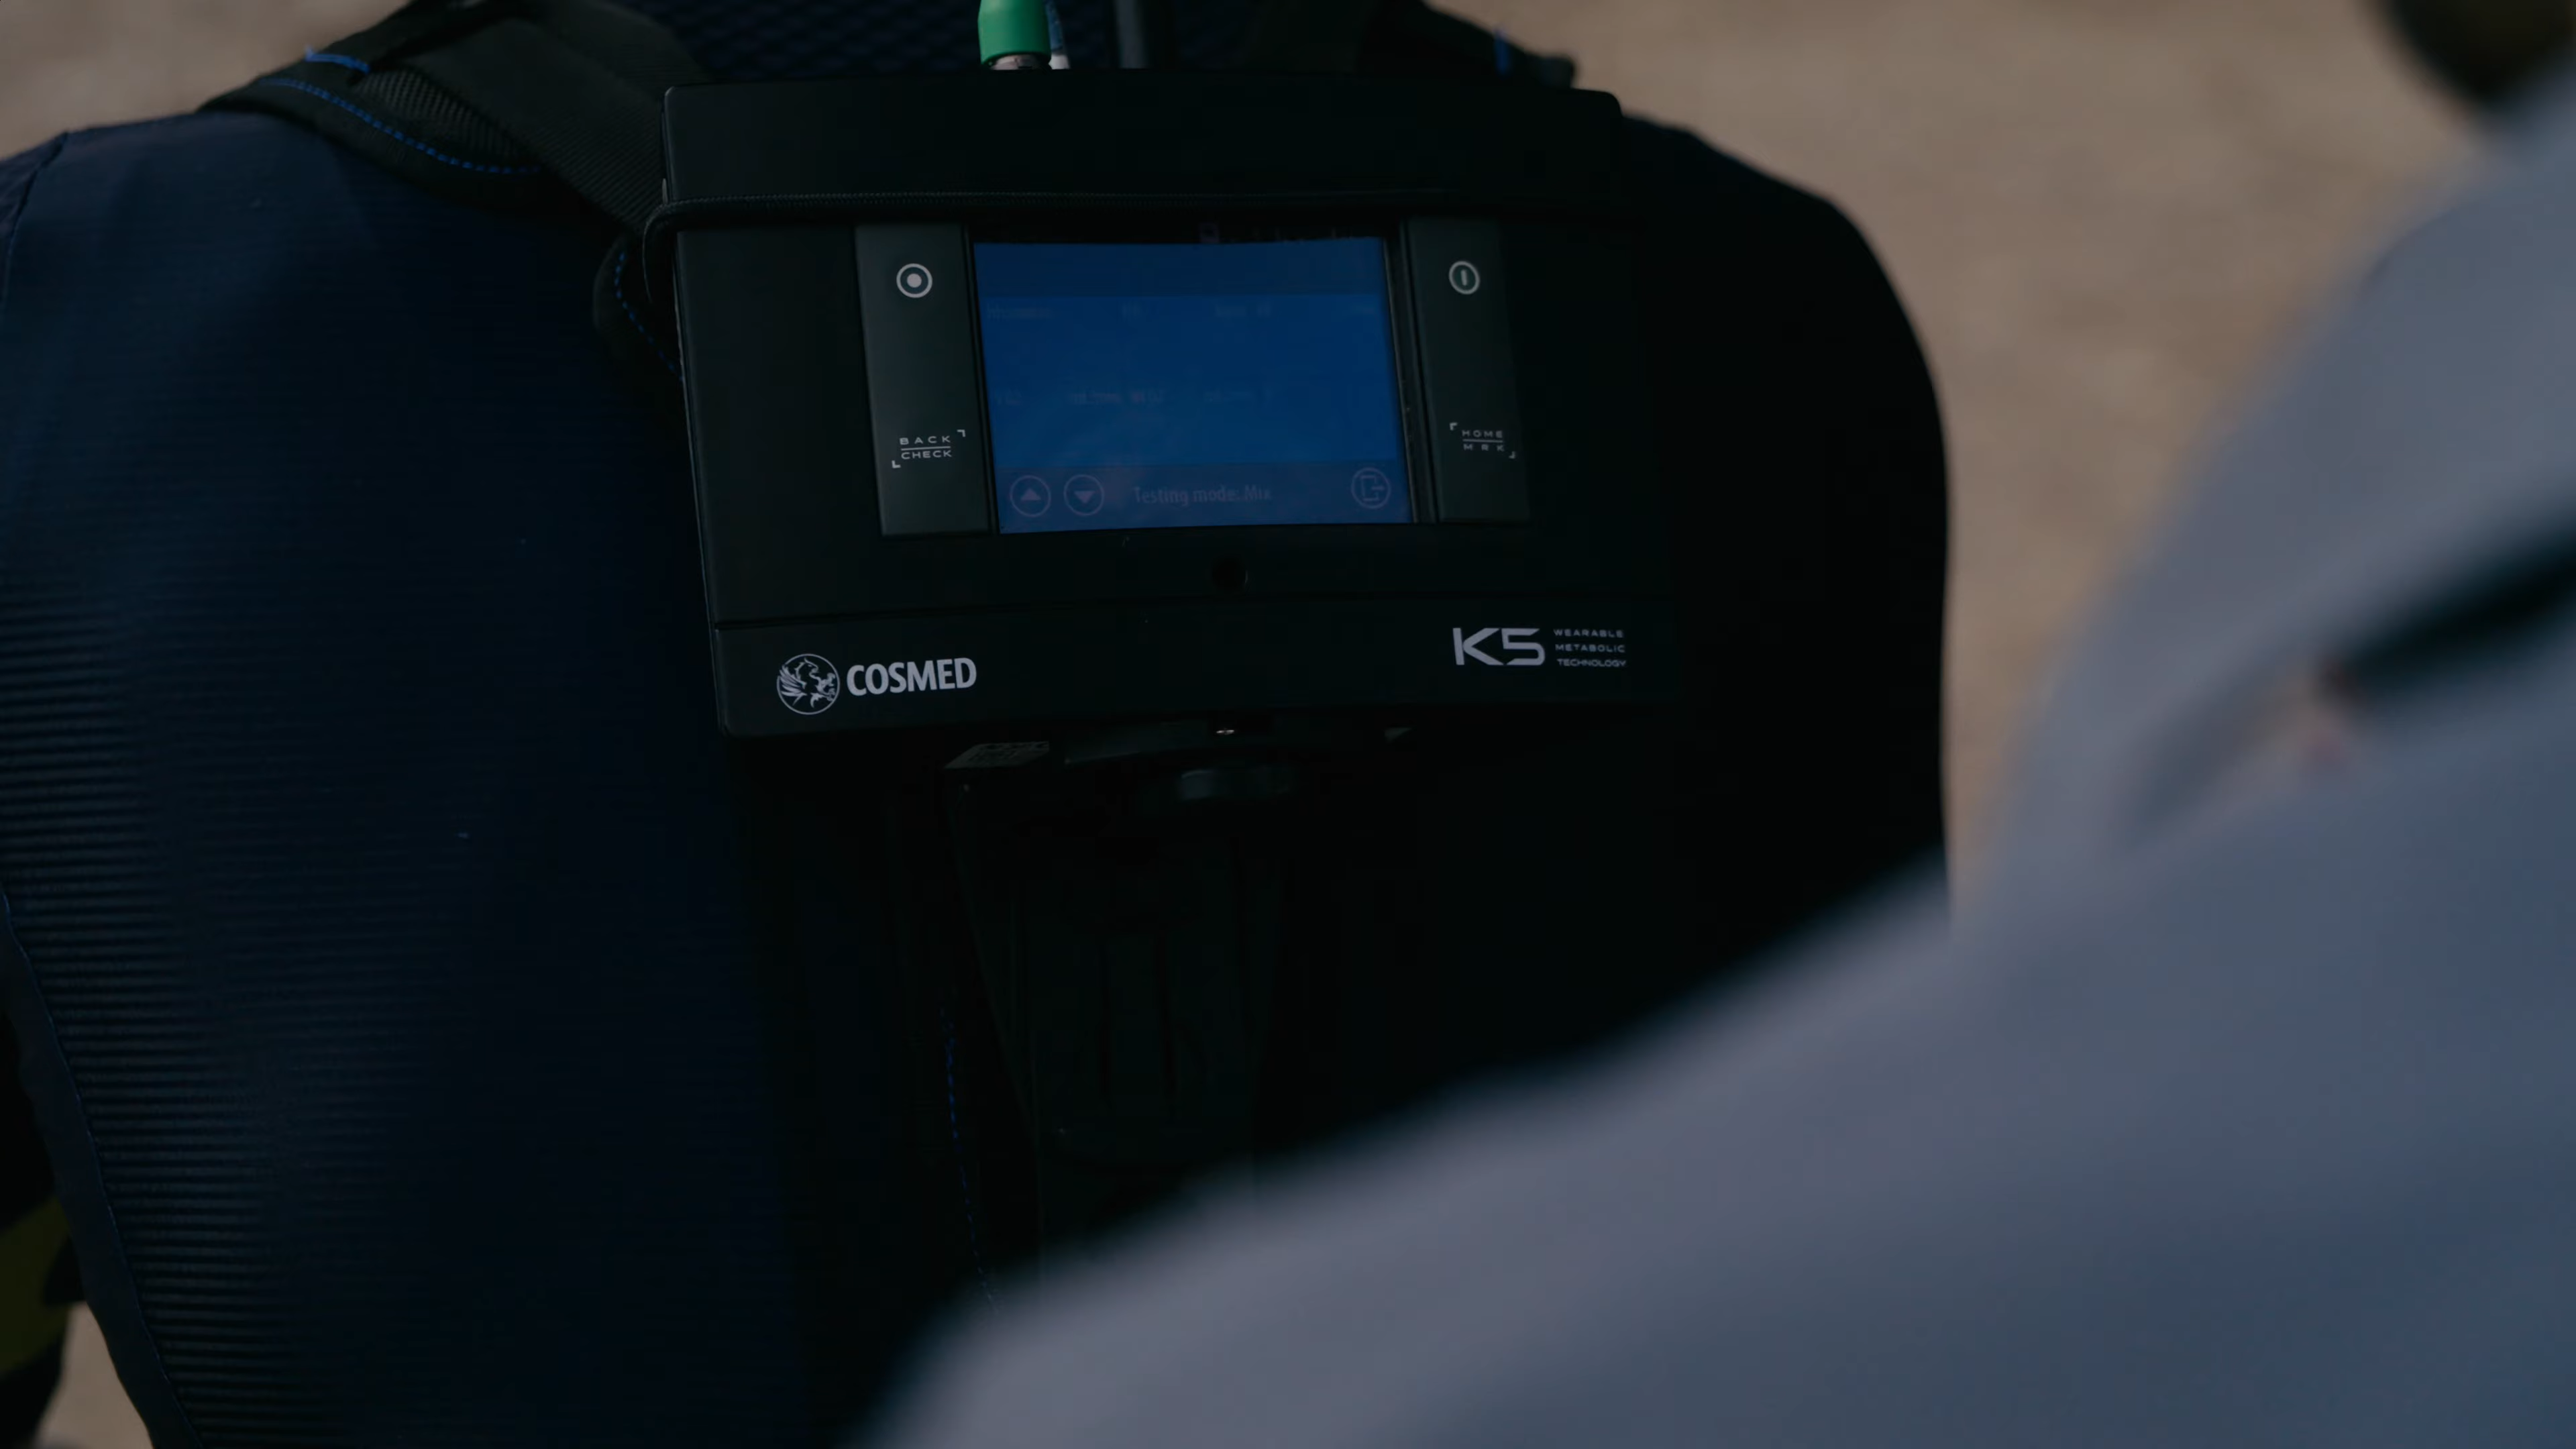 BACK
CHECK
HOME
MRK
Testing mode: Mix
COSMED
K5
WEARABLE
METABOLIC
TECHNOLOGY